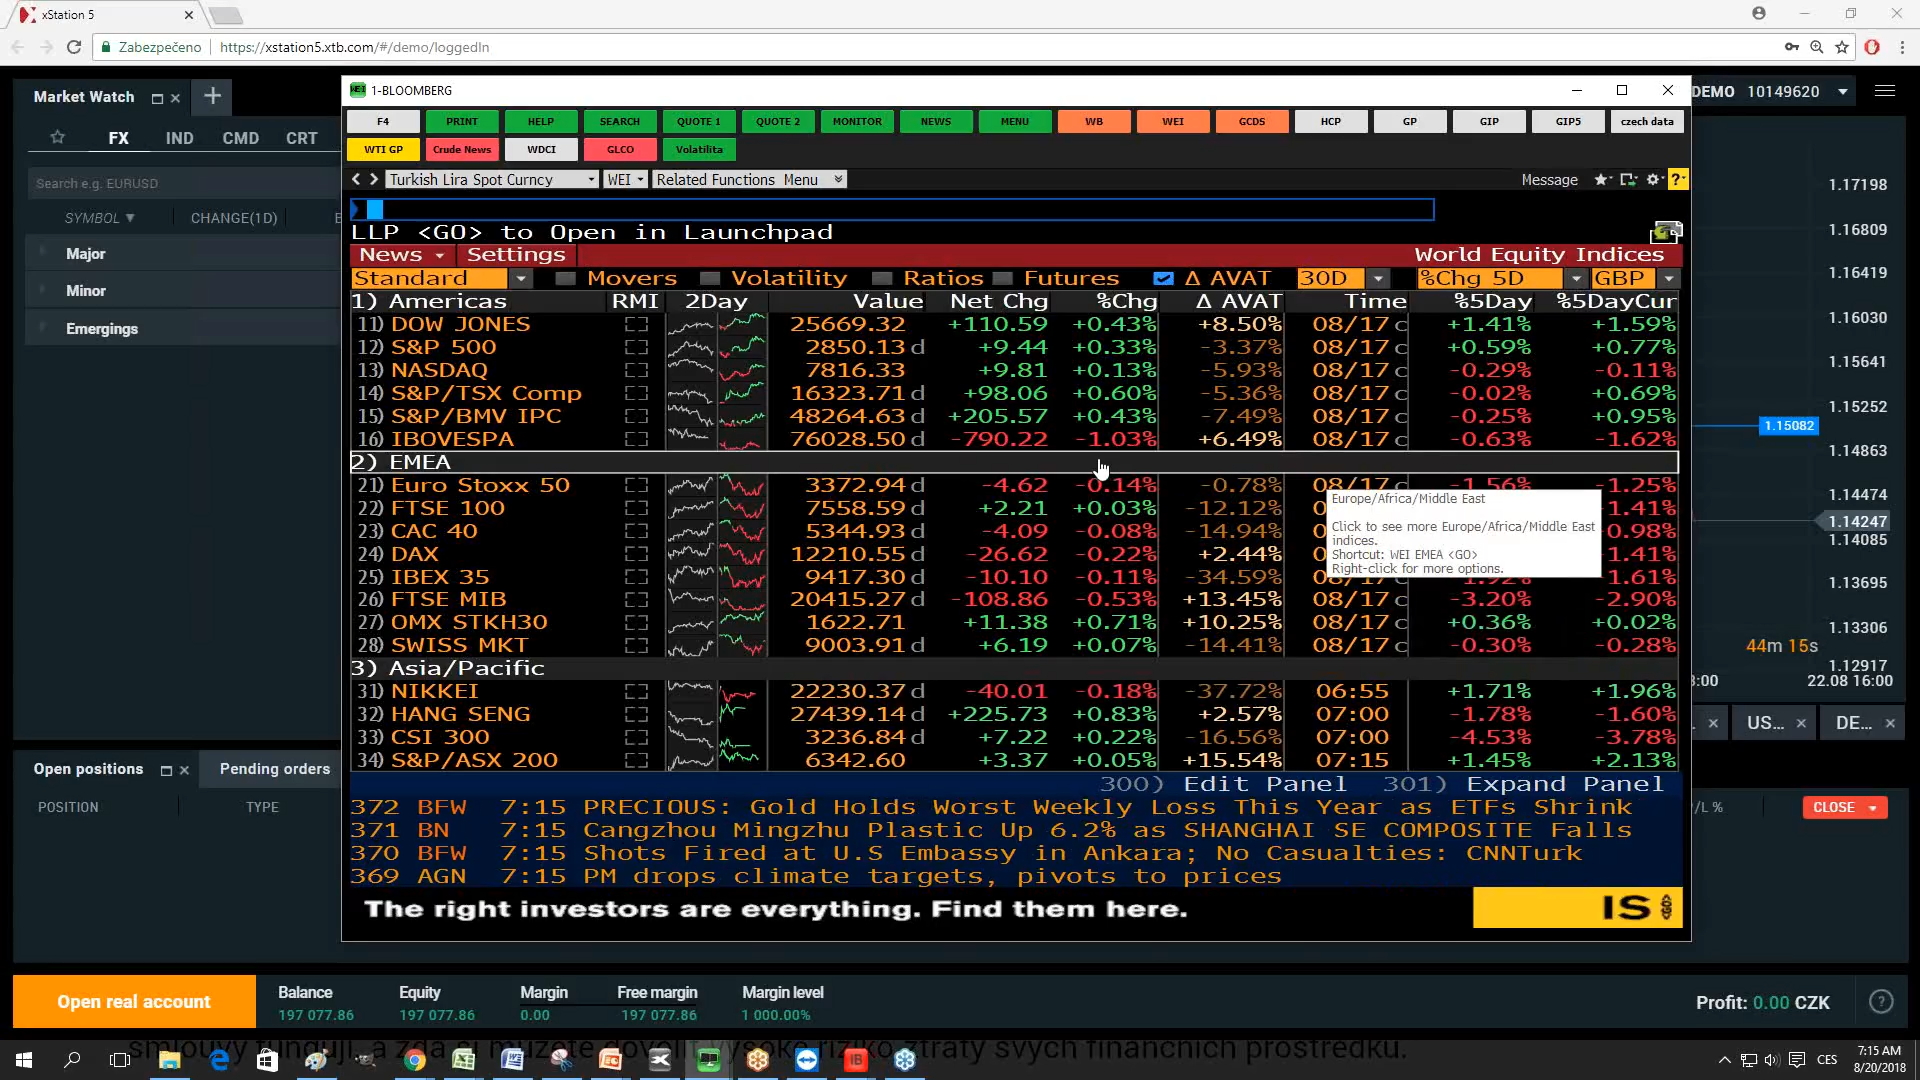 xStation 5
Zabezpečeno https://xstation5.xtb.com/#/demo/loggedIn
Market Watch
DEMO 10149620
FX IND CMD CRT
Search e.g. EURUSD
SYMBOL CHANGE(1D)
Major
Minor
Emergings
1-BLOOMBERG
F4 PRINT HELP SEARCH QUOTE 1 QUOTE 2 MONITOR NEWS MENU WB WEI GCDS HCP GP GIP GIP5 czech data
WTI GP Crude News WDCI GLCO Volatilita
Turkish Lira Spot Curncy WEI Related Functions Menu Message
LLP <GO> to Open in Launchpad
News Settings World Equity Indices
Standard Movers Volatility Ratios Futures Δ AVAT 30D %Chg 5D GBP
1) Americas RMI 2Day Value Net Chg %Chg Δ AVAT Time %5Day %5DayCur
11) DOW JONES 25669.32 +110.59 +0.43% +8.50% 08/17 c +1.41% +1.59%
12) S&P 500 2850.13 d +9.44 +0.33% -3.37% 08/17 c +0.59% +0.77%
13) NASDAQ 7816.33 +9.81 +0.13% -5.93% 08/17 c -0.29% -0.11%
14) S&P/TSX Comp 16323.71 d +98.06 +0.60% -5.36% 08/17 c -0.02% +0.69%
15) S&P/BMV IPC 48264.63 d +205.57 +0.43% -7.49% 08/17 c -0.25% +0.95%
16) IBOVESPA 76028.50 d -790.22 -1.03% +6.49% 08/17 c -0.63% -1.62%
2) EMEA
21) Euro Stoxx 50 3372.94 d -4.62 -0.14% -0.78% 08/17 c -1.56% -1.25%
22) FTSE 100 7558.59 d +2.21 +0.03% -12.12% -1.41%
23) CAC 40 5344.93 d -4.09 -0.08% -14.94% -0.98%
24) DAX 12210.55 d -26.62 -0.22% +2.44% -1.41%
25) IBEX 35 9417.30 d -10.10 -0.11% -34.59% 08/17 c -1.92% -1.61%
26) FTSE MIB 20415.27 d -108.86 -0.53% +13.45% 08/17 c -3.20% -2.90%
27) OMX STKH30 1622.71 +11.38 +0.71% +10.25% 08/17 c +0.36% +0.02%
28) SWISS MKT 9003.91 d +6.19 +0.07% -14.41% 08/17 c -0.30% -0.28%
Europe/Africa/Middle East
Click to see more Europe/Africa/Middle East
indices.
Shortcut: WEI EMEA <GO>
Right-click for more options.
3) Asia/Pacific
31) NIKKEI 22230.37 d -40.01 -0.18% -37.72% 06:55 +1.71% +1.96%
32) HANG SENG 27439.14 d +225.73 +0.83% +2.57% 07:00 -1.78% -1.60%
33) CSI 300 3236.84 d +7.22 +0.22% -16.56% 07:00 -4.53% -3.78%
34) S&P/ASX 200 6342.60 +3.37 +0.05% +15.54% 07:15 +1.45% +2.13%
300) Edit Panel 301) Expand Panel
372 BFW 7:15 PRECIOUS: Gold Holds Worst Weekly Loss This Year as ETFs Shrink
371 BN 7:15 Cangzhou Mingzhu Plastic Up 6.2% as SHANGHAI SE COMPOSITE Falls
370 BFW 7:15 Shots Fired at U.S Embassy in Ankara; No Casualties: CNNTurk
369 AGN 7:15 PM drops climate targets, pivots to prices
The right investors are everything. Find them here.
IS
1.17198
1.16809
1.16419
1.16030
1.15641
1.15252
1.15082
1.14863
1.14474
1.14247
1.14085
1.13695
1.13306
44m 15s
1.12917
:00 22.08 16:00
US... DE...
Open positions Pending orders
POSITION TYPE
/L % CLOSE
Open real account
Balance Equity Margin Free margin Margin level
197 077.86 197 077.86 0.00 197 077.86 1 000.00%
Profit: 0.00 CZK
ztráty svých finančních prostředků.
CES
7:15 AM
8/20/2018